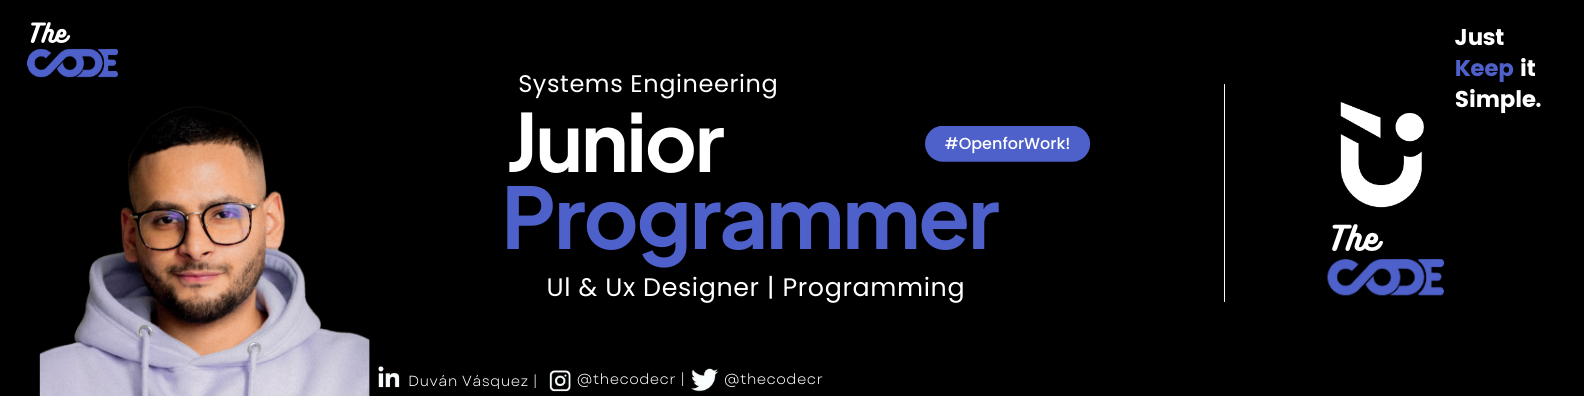 The
CODE
Systems Engineering
Junior
Programmer
UI & Ux Designer | Programming
#OpenforWork!
Just
Keep it
Simple.
The
CODE
in Duván Vásquez | @thecodecr | @thecodecr